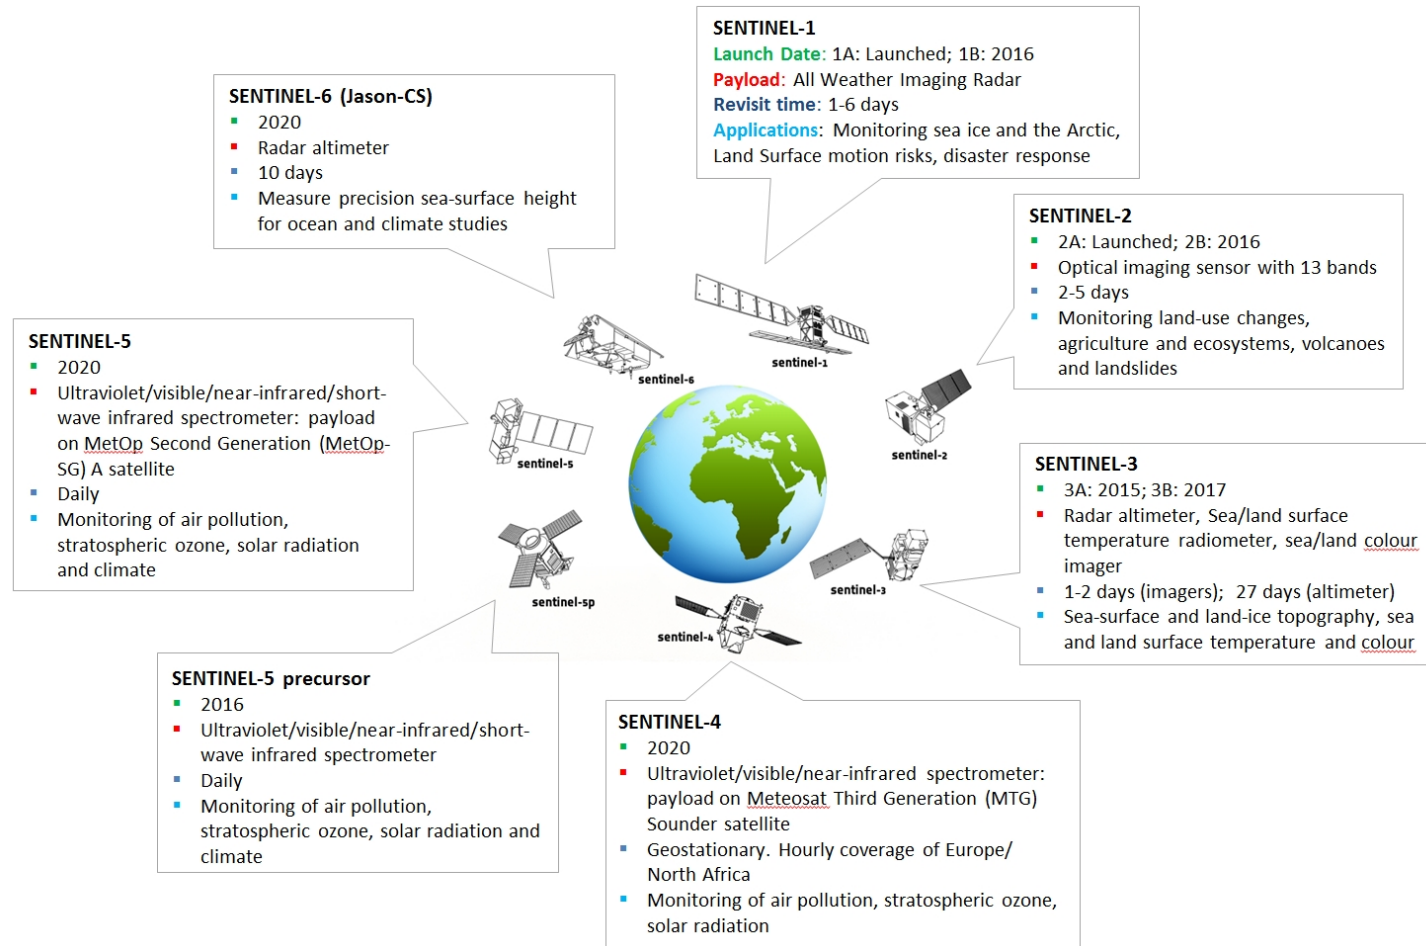 SENTINEL-1
Launch Date: 1A: Launched; 1B: 2016
Payload: All Weather Imaging Radar
Revisit time: 1-6 days
Applications: Monitoring sea ice and the Arctic,
Land Surface motion risks, disaster response
SENTINEL-6 (Jason-CS)
2020
Radar altimeter
10 days
Measure precision sea-surface height
for ocean and climate studies
SENTINEL-2
2A: Launched; 2B: 2016
Optical imaging sensor with 13 bands
2-5 days
Monitoring land-use changes,
agriculture and ecosystems, volcanoes
and landslides
SENTINEL-5
2020
Ultraviolet/visible/near-infrared/short-
wave infrared spectrometer: payload
on MetOp Second Generation (MetOp-
SG) A satellite
Daily
Monitoring of air pollution,
stratospheric ozone, solar radiation
and climate
sentinel-1
sentinel-6
sentinel-2
sentinel-5
SENTINEL-3
3A: 2015; 3B: 2017
Radar altimeter, Sea/land surface
temperature radiometer, sea/land colour
imager
1-2 days (imagers); 27 days (altimeter)
Sea-surface and land-ice topography, sea
and land surface temperature and colour
sentinel-3
sentinel-5p
sentinel-4
SENTINEL-5 precursor
2016
Ultraviolet/visible/near-infrared/short-
wave infrared spectrometer
Daily
Monitoring of air pollution,
stratospheric ozone, solar radiation and
climate
SENTINEL-4
2020
Ultraviolet/visible/near-infrared spectrometer:
payload on Meteosat Third Generation (MTG)
Sounder satellite
Geostationary. Hourly coverage of Europe/
North Africa
Monitoring of air pollution, stratospheric ozone,
solar radiation